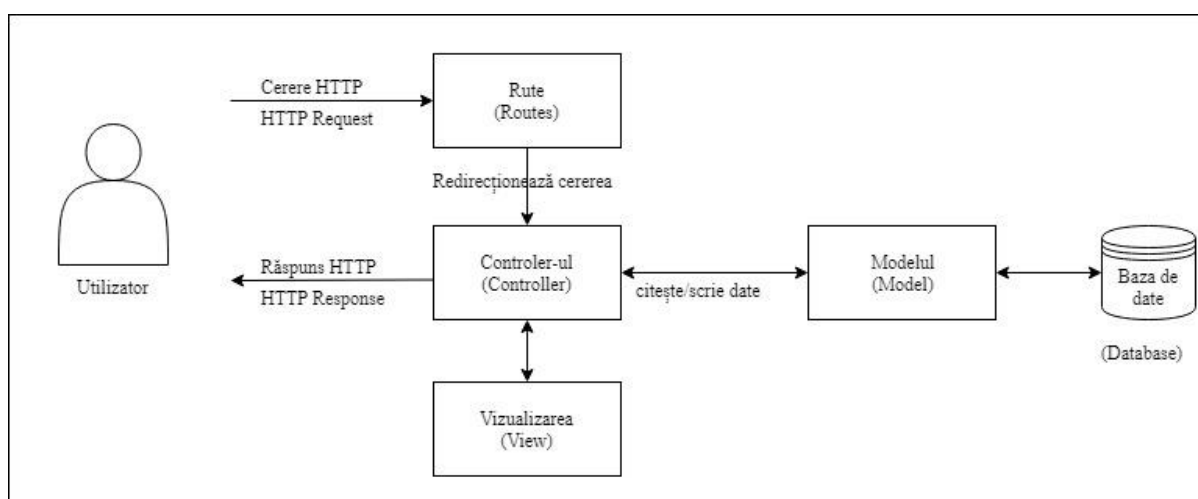 Cerere HTTP
HTTP Request
Rute
(Routes)
Redirecționează cererea
Utilizator
Răspuns HTTP
HTTP Response
Controler-ul
(Controller)
citește/scrie date
Modelul
(Model)
Baza de
date
(Database)
Vizualizarea
(View)